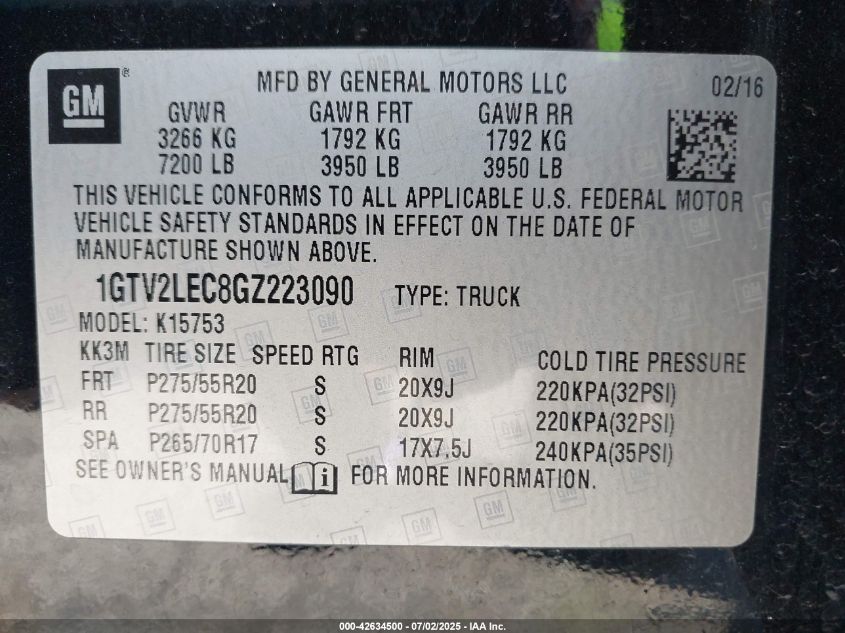 GM ®
MFD BY GENERAL MOTORS LLC 02/16
GVWR GAWR FRT GAWR RR
3266 KG 1792 KG 1792 KG
7200 LB 3950 LB 3950 LB
THIS VEHICLE CONFORMS TO ALL APPLICABLE U.S. FEDERAL MOTOR
VEHICLE SAFETY STANDARDS IN EFFECT ON THE DATE OF
MANUFACTURE SHOWN ABOVE.
1GTV2LEC8GZ223090 TYPE: TRUCK
MODEL: K15753
KK3M TIRE SIZE SPEED RTG RIM COLD TIRE PRESSURE
FRT P275/55R20 S 20X9J 220KPA(32PSI)
RR P275/55R20 S 20X9J 220KPA(32PSI)
SPA P265/70R17 S 17X7.5J 240KPA(35PSI)
SEE OWNER'S MANUAL i FOR MORE INFORMATION.
000-42634500 - 07/02/2025 - IAA Inc.